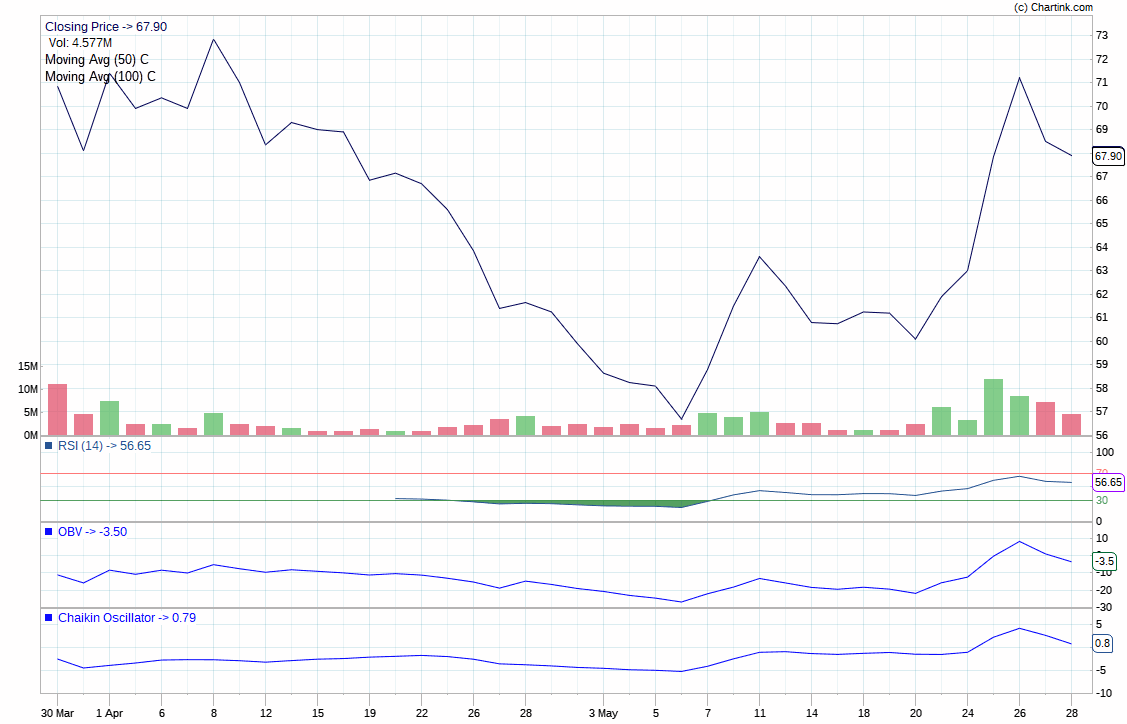 (c) Chartink.com
Closing Price -> 67.90
Vol: 4.577M
Moving Avg (50) C
Moving Avg (100) C
73
72
71
70
69
67.90
67
66
65
64
63
62
61
60
59
58
57
56
15M
10M
5M
0M
RSI (14) -> 56.65
100
70
56.65
30
0
OBV -> -3.50
10
-3.5
-10
-20
-30
Chaikin Oscillator -> 0.79
5
0.8
-5
-10
30 Mar 1 Apr 6 8 12 15 19 22 26 28 3 May 5 7 11 14 18 20 24 26 28